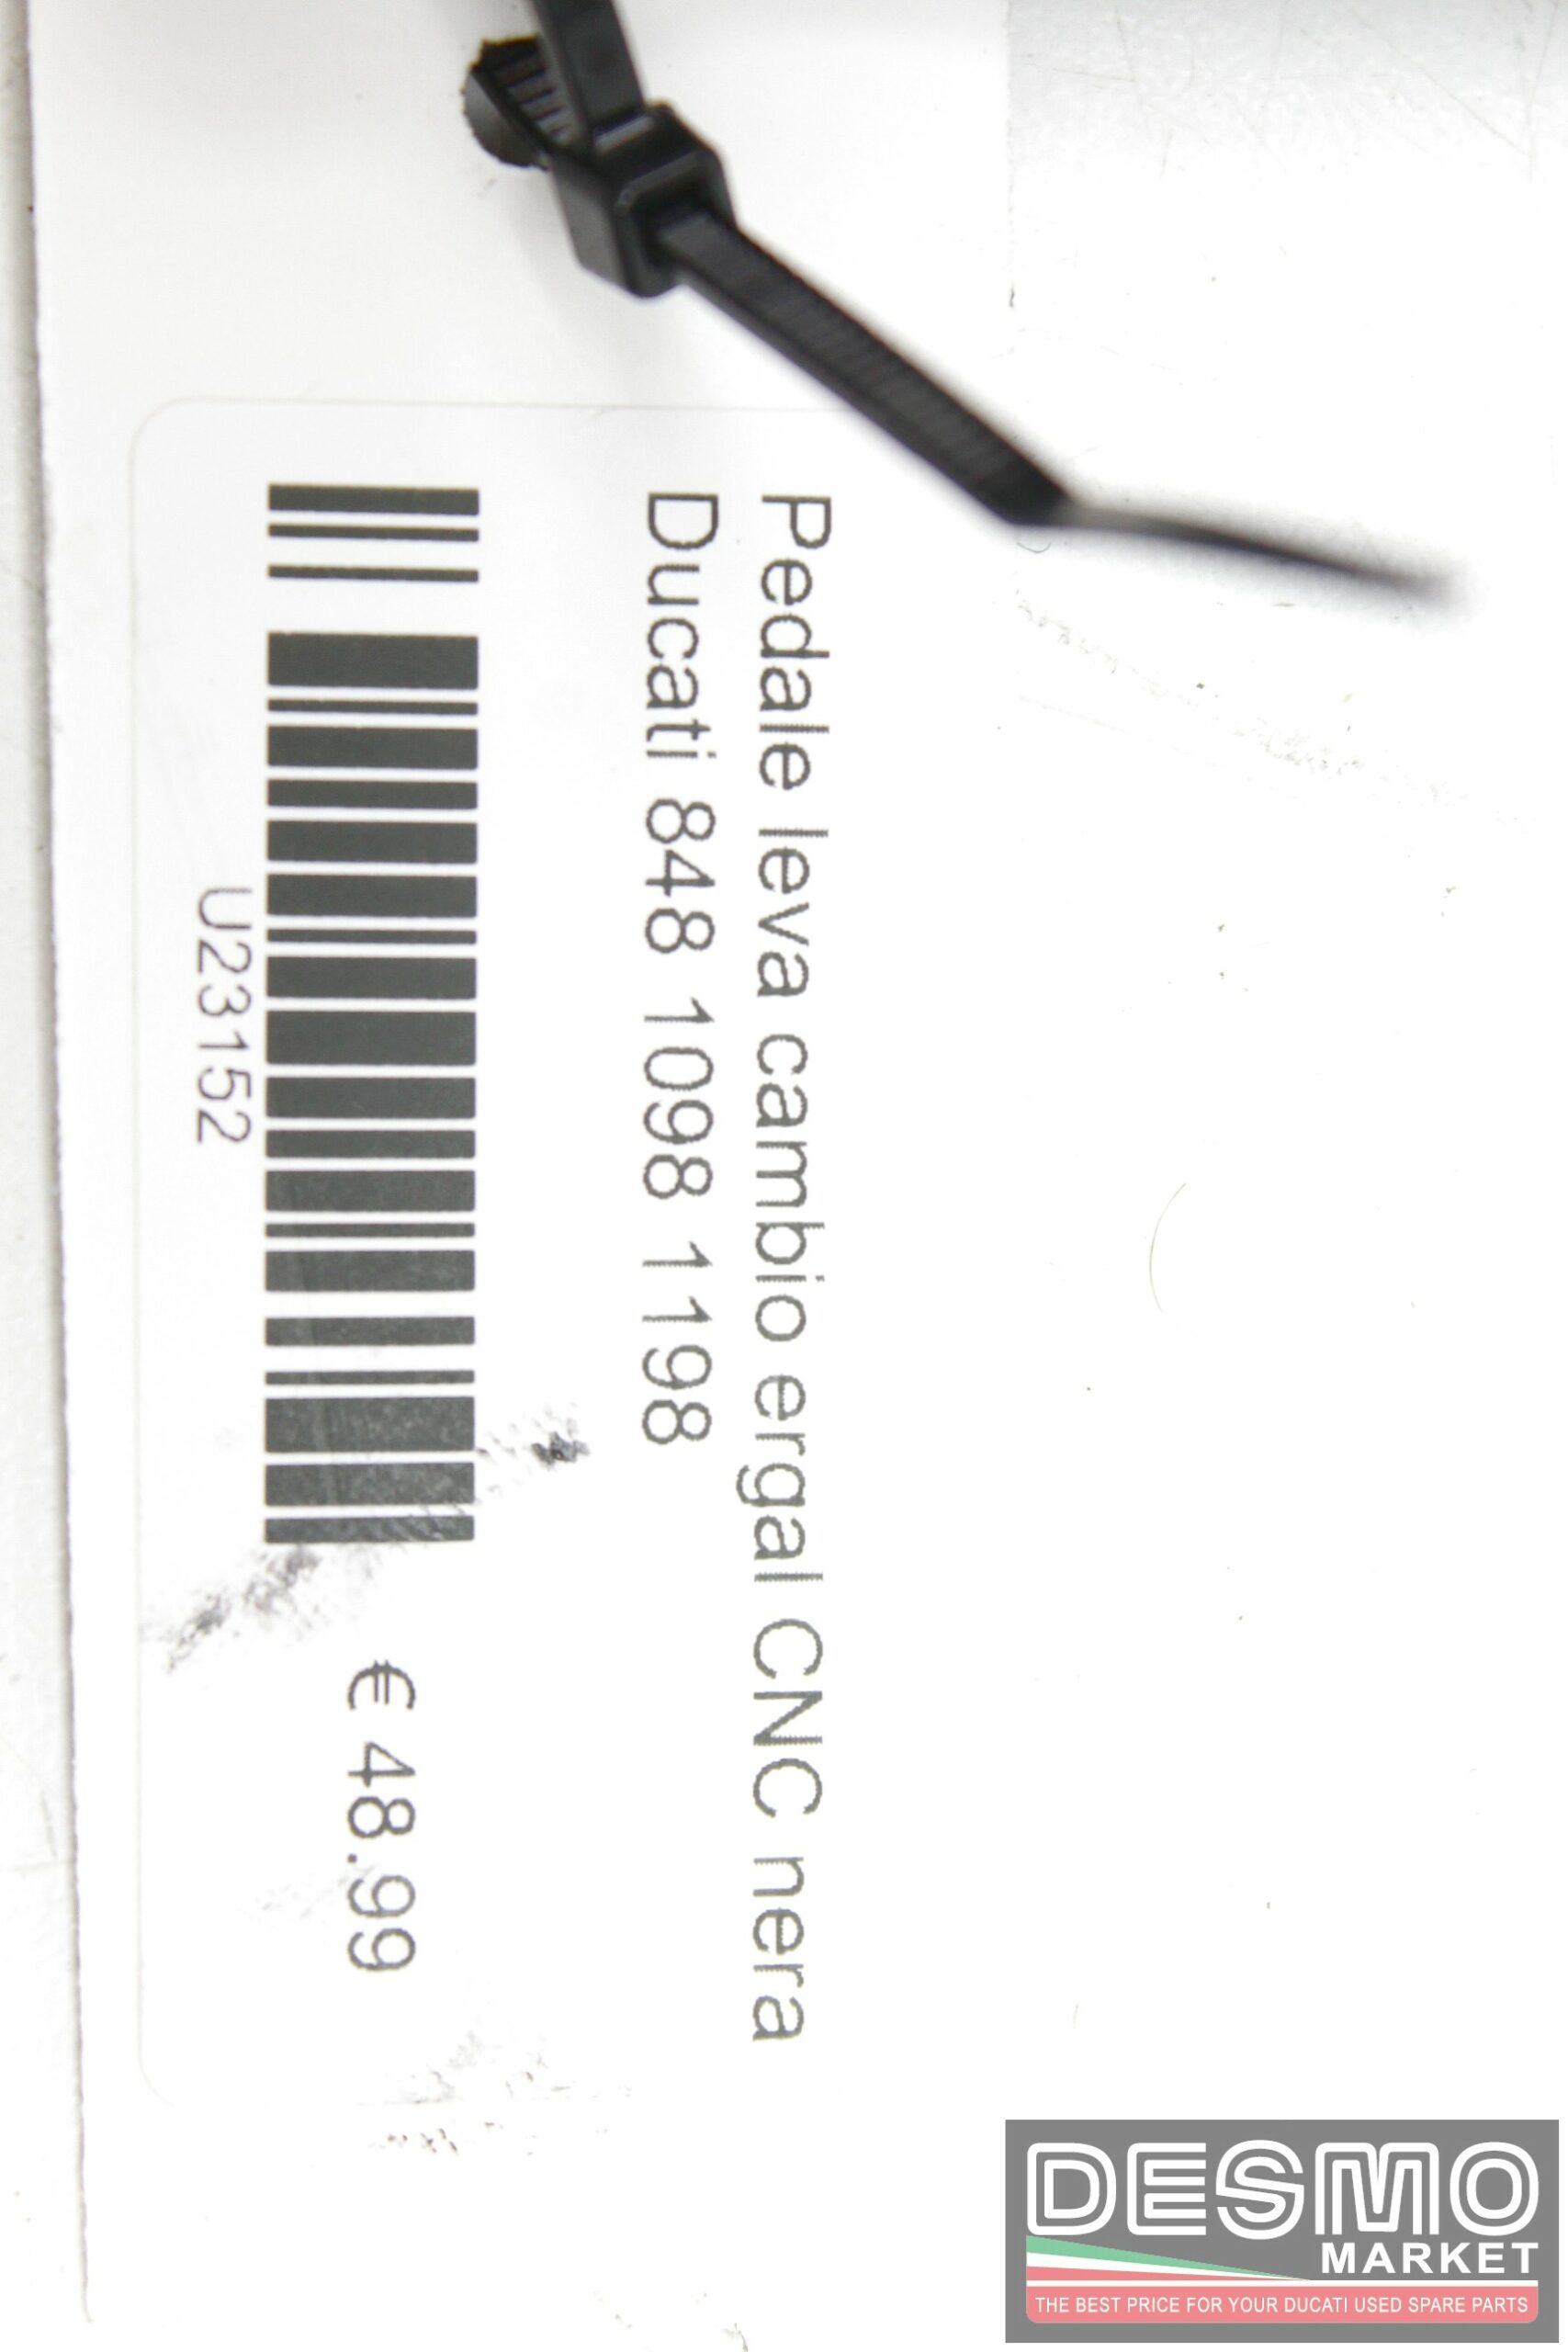 Pedale leva cambio ergal CNC nera
Ducati 848 1098 1198
€ 48.99
U23152
DESMO
MARKET
THE BEST PRICE FOR YOUR DUCATI USED SPARE PARTS